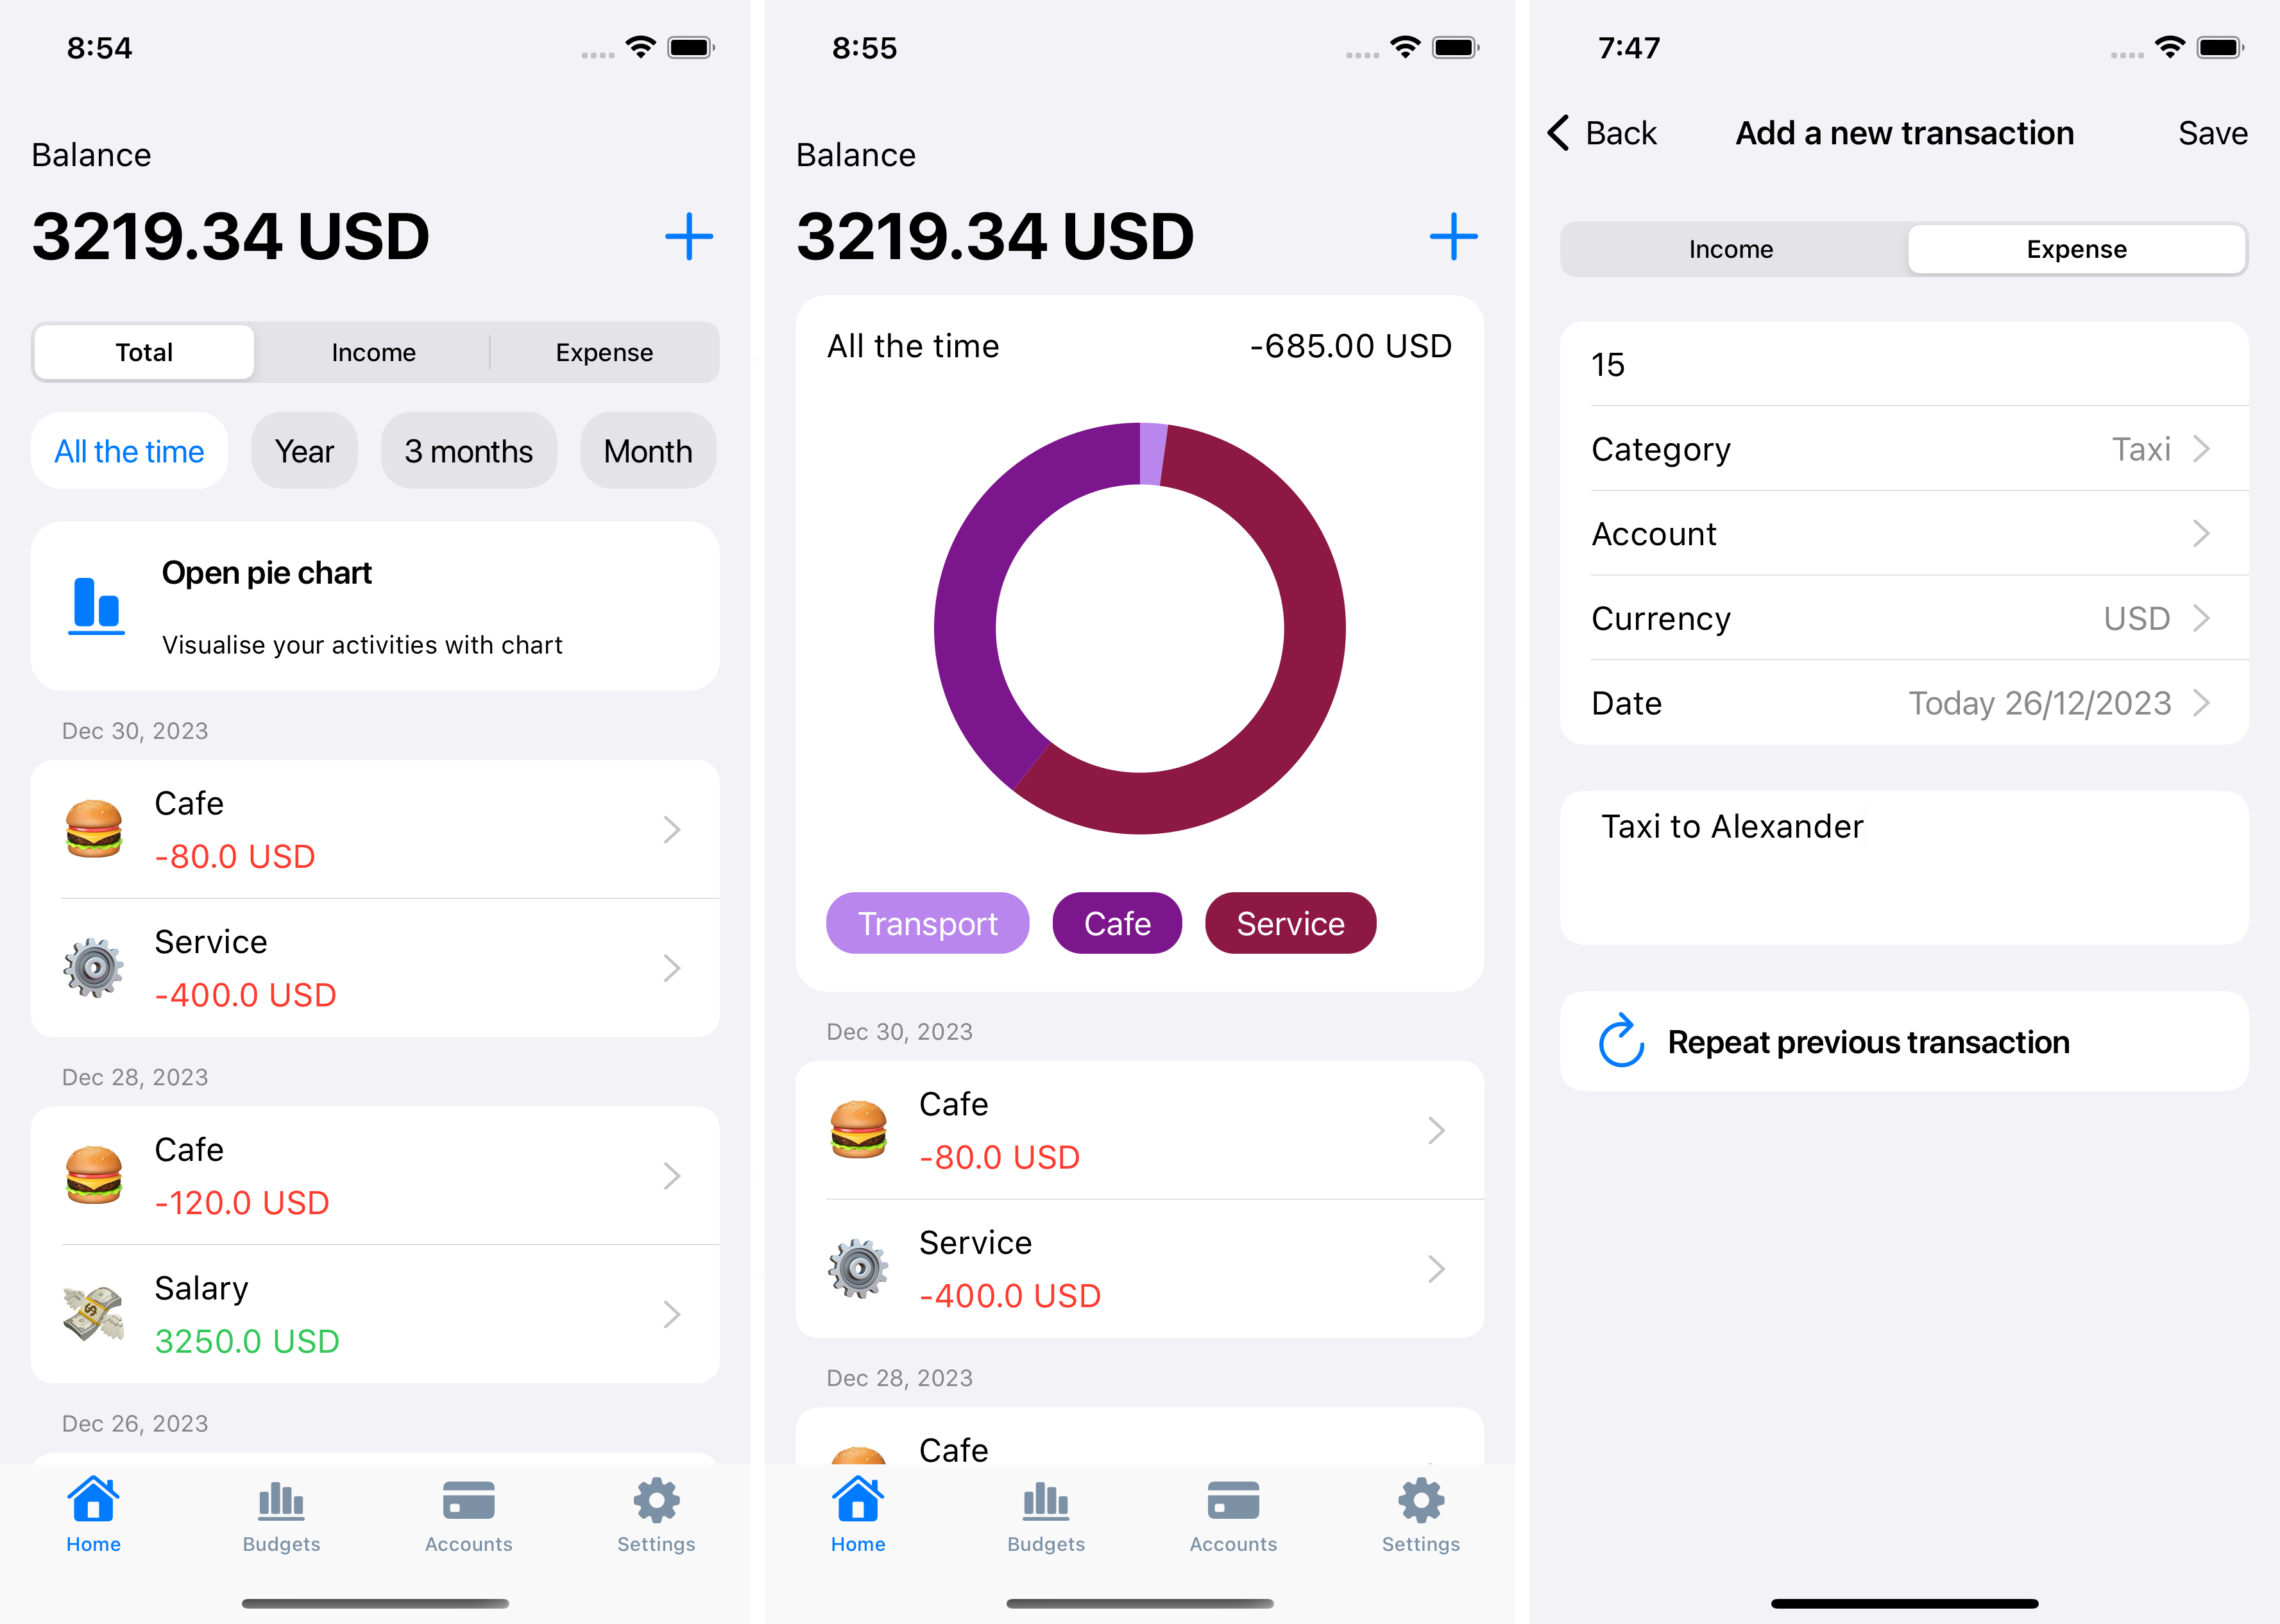 8:54
Balance
3219.34 USD
Total Income Expense
All the time Year 3 months Month
Open pie chart
Visualise your activities with chart
Dec 30, 2023
Cafe
-80.0 USD
Service
-400.0 USD
Dec 28, 2023
Cafe
-120.0 USD
Salary
3250.0 USD
Dec 26, 2023
Home Budgets Accounts Settings
8:55
Balance
3219.34 USD
All the time -685.00 USD
Transport Cafe Service
Dec 30, 2023
Cafe
-80.0 USD
Service
-400.0 USD
Dec 28, 2023
Cafe
Home Budgets Accounts Settings
7:47
Back Add a new transaction Save
Income Expense
15
Category Taxi
Account
Currency USD
Date Today 26/12/2023
Taxi to Alexander
Repeat previous transaction